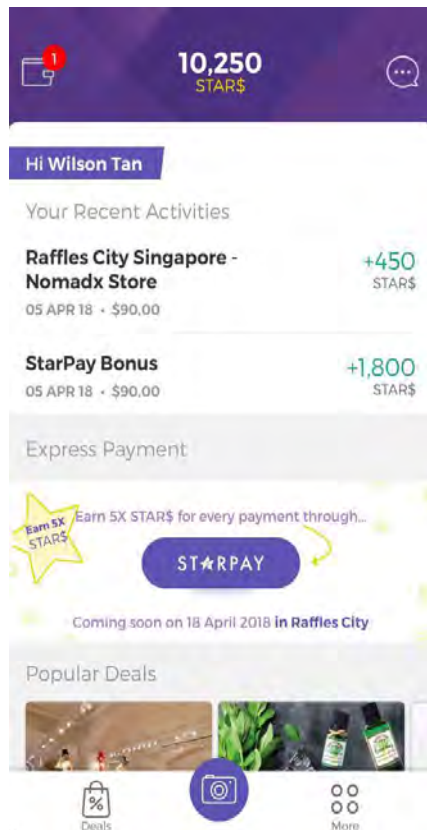 1
10,250
STAR$
Hi Wilson Tan
Your Recent Activities
Raffles City Singapore -
Nomadx Store
+450
STAR$
05 APR 18 • $90.00
StarPay Bonus
+1,800
STAR$
05 APR 18 • $90.00
Express Payment
Earn 5X
STAR$
Earn 5X STAR$ for every payment through...
ST★RPAY
Coming soon on 18 April 2018 in Raffles City
Popular Deals
Deals
More